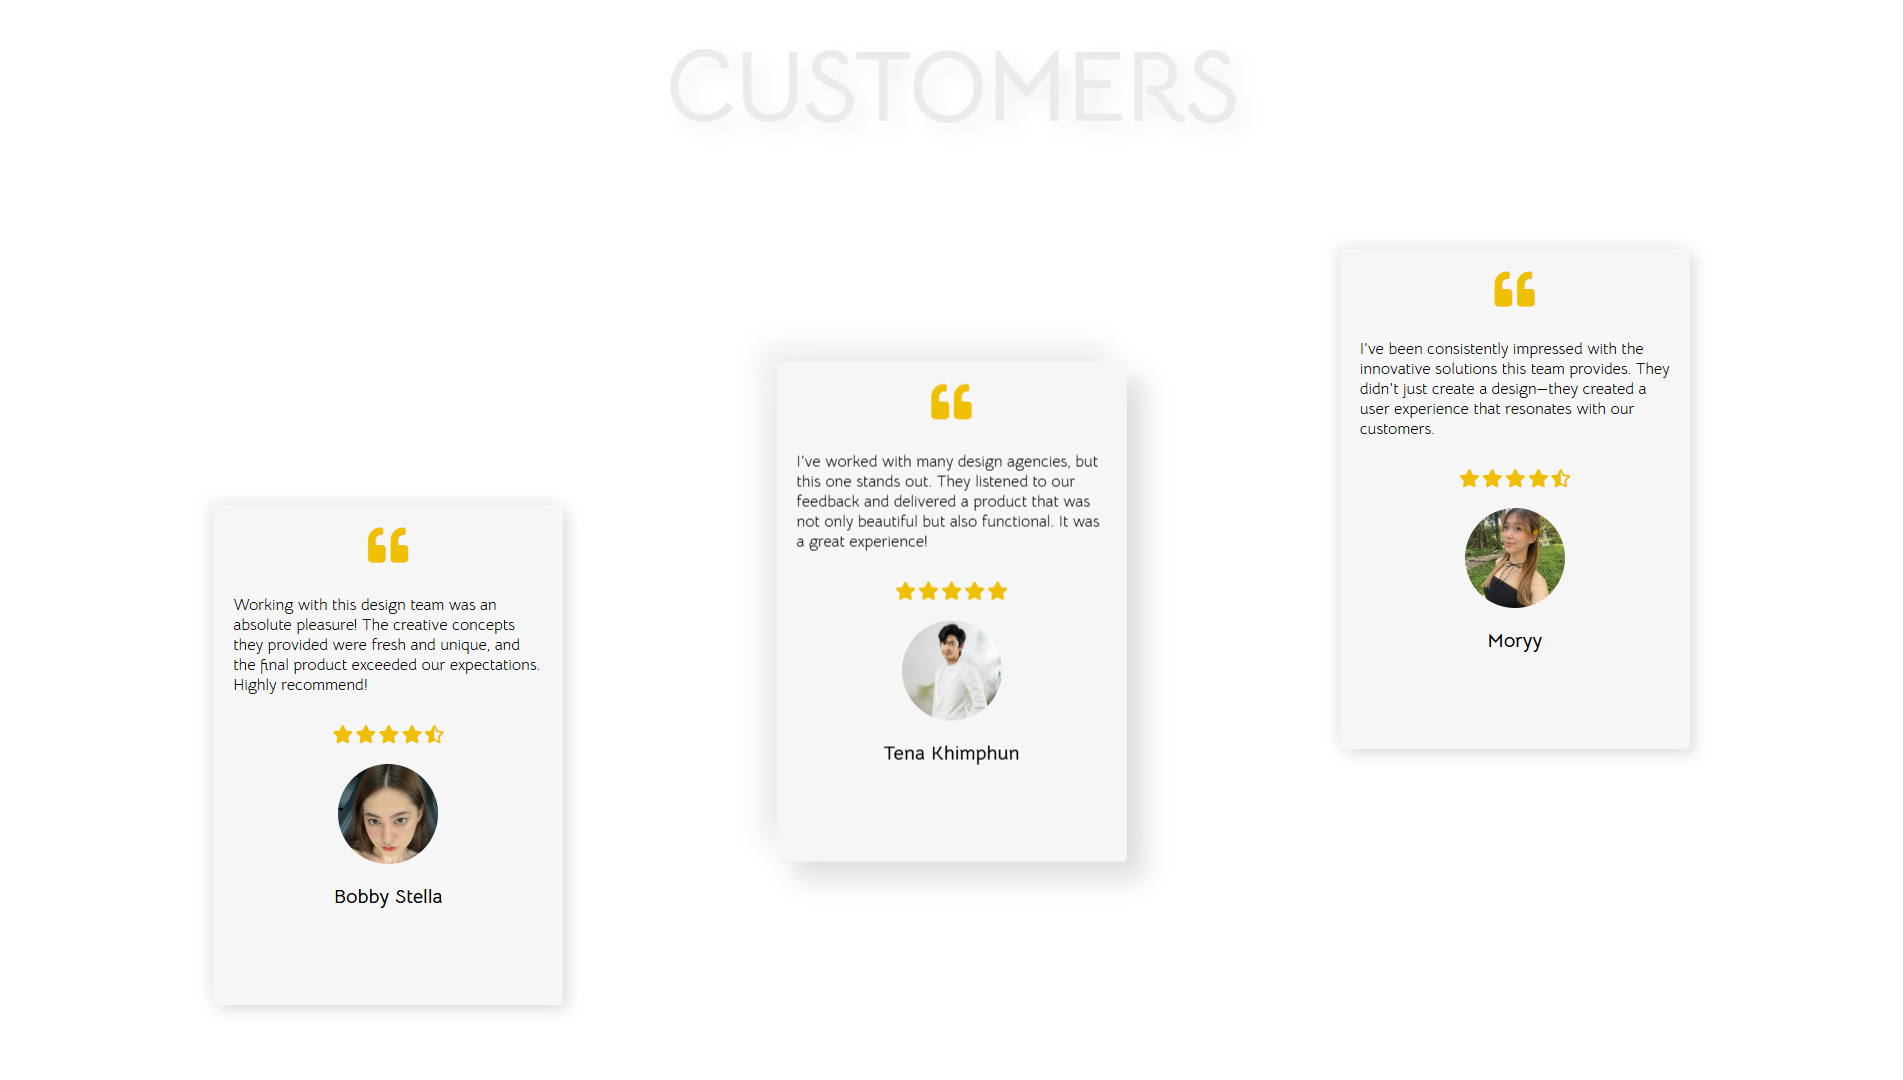 CUSTOMERS
Working with this design team was an
absolute pleasure! The creative concepts
they provided were fresh and unique, and
the final product exceeded our expectations.
Highly recommend!
Bobby Stella
I've worked with many design agencies, but
this one stands out. They listened to our
feedback and delivered a product that was
not only beautiful but also functional. It was
a great experience!
Tena Khimphun
I've been consistently impressed with the
innovative solutions this team provides. They
didn't just create a design—they created a
user experience that resonates with our
customers.
Moryy